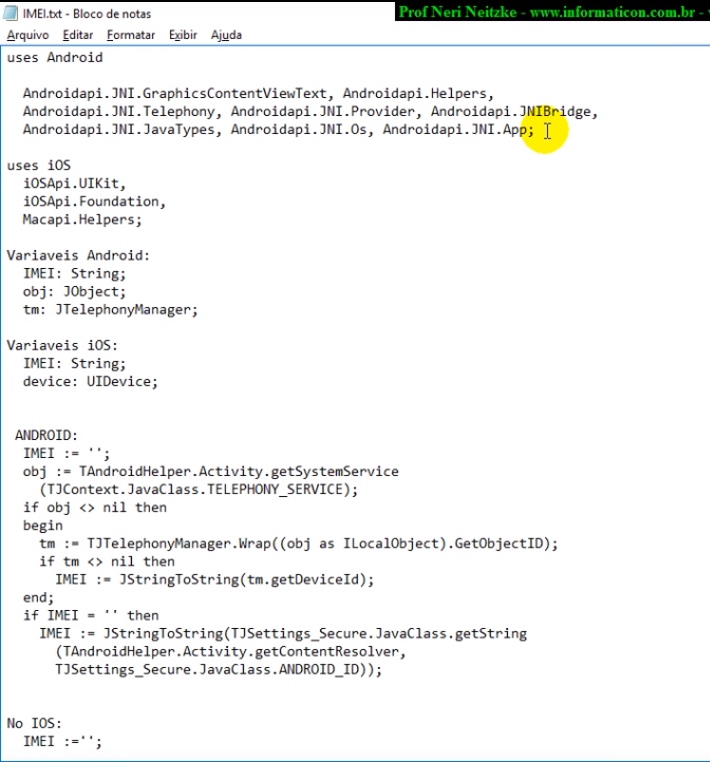 IMEI.txt - Bloco de notas
Prof Neri Neitzke - www.informaticon.com.br -
Arquivo Editar Formatar Exibir Ajuda
uses Android
Androidapi.JNI.GraphicsContentViewText, Androidapi.Helpers,
Androidapi.JNI.Telephony, Androidapi.JNI.Provider, Androidapi.JNIBridge,
Androidapi.JNI.JavaTypes, Androidapi.JNI.Os, Androidapi.JNI.App;
uses iOS
iOSApi.UIKit,
iOSApi.Foundation,
Macapi.Helpers;
Variaveis Android:
IMEI: String;
obj: JObject;
tm: JTelephonyManager;
Variaveis iOS:
IMEI: String;
device: UIDevice;
ANDROID:
IMEI := '';
obj := TAndroidHelper.Activity.getSystemService
(TJContext.JavaClass.TELEPHONY_SERVICE);
if obj <> nil then
begin
tm := TJTelephonyManager.Wrap((obj as ILocalObject).GetObjectID);
if tm <> nil then
IMEI := JStringToString(tm.getDeviceId);
end;
if IMEI = '' then
IMEI := JStringToString(TJSettings_Secure.JavaClass.getString
(TAndroidHelper.Activity.getContentResolver,
TJSettings_Secure.JavaClass.ANDROID_ID));
No IOS:
IMEI :='';